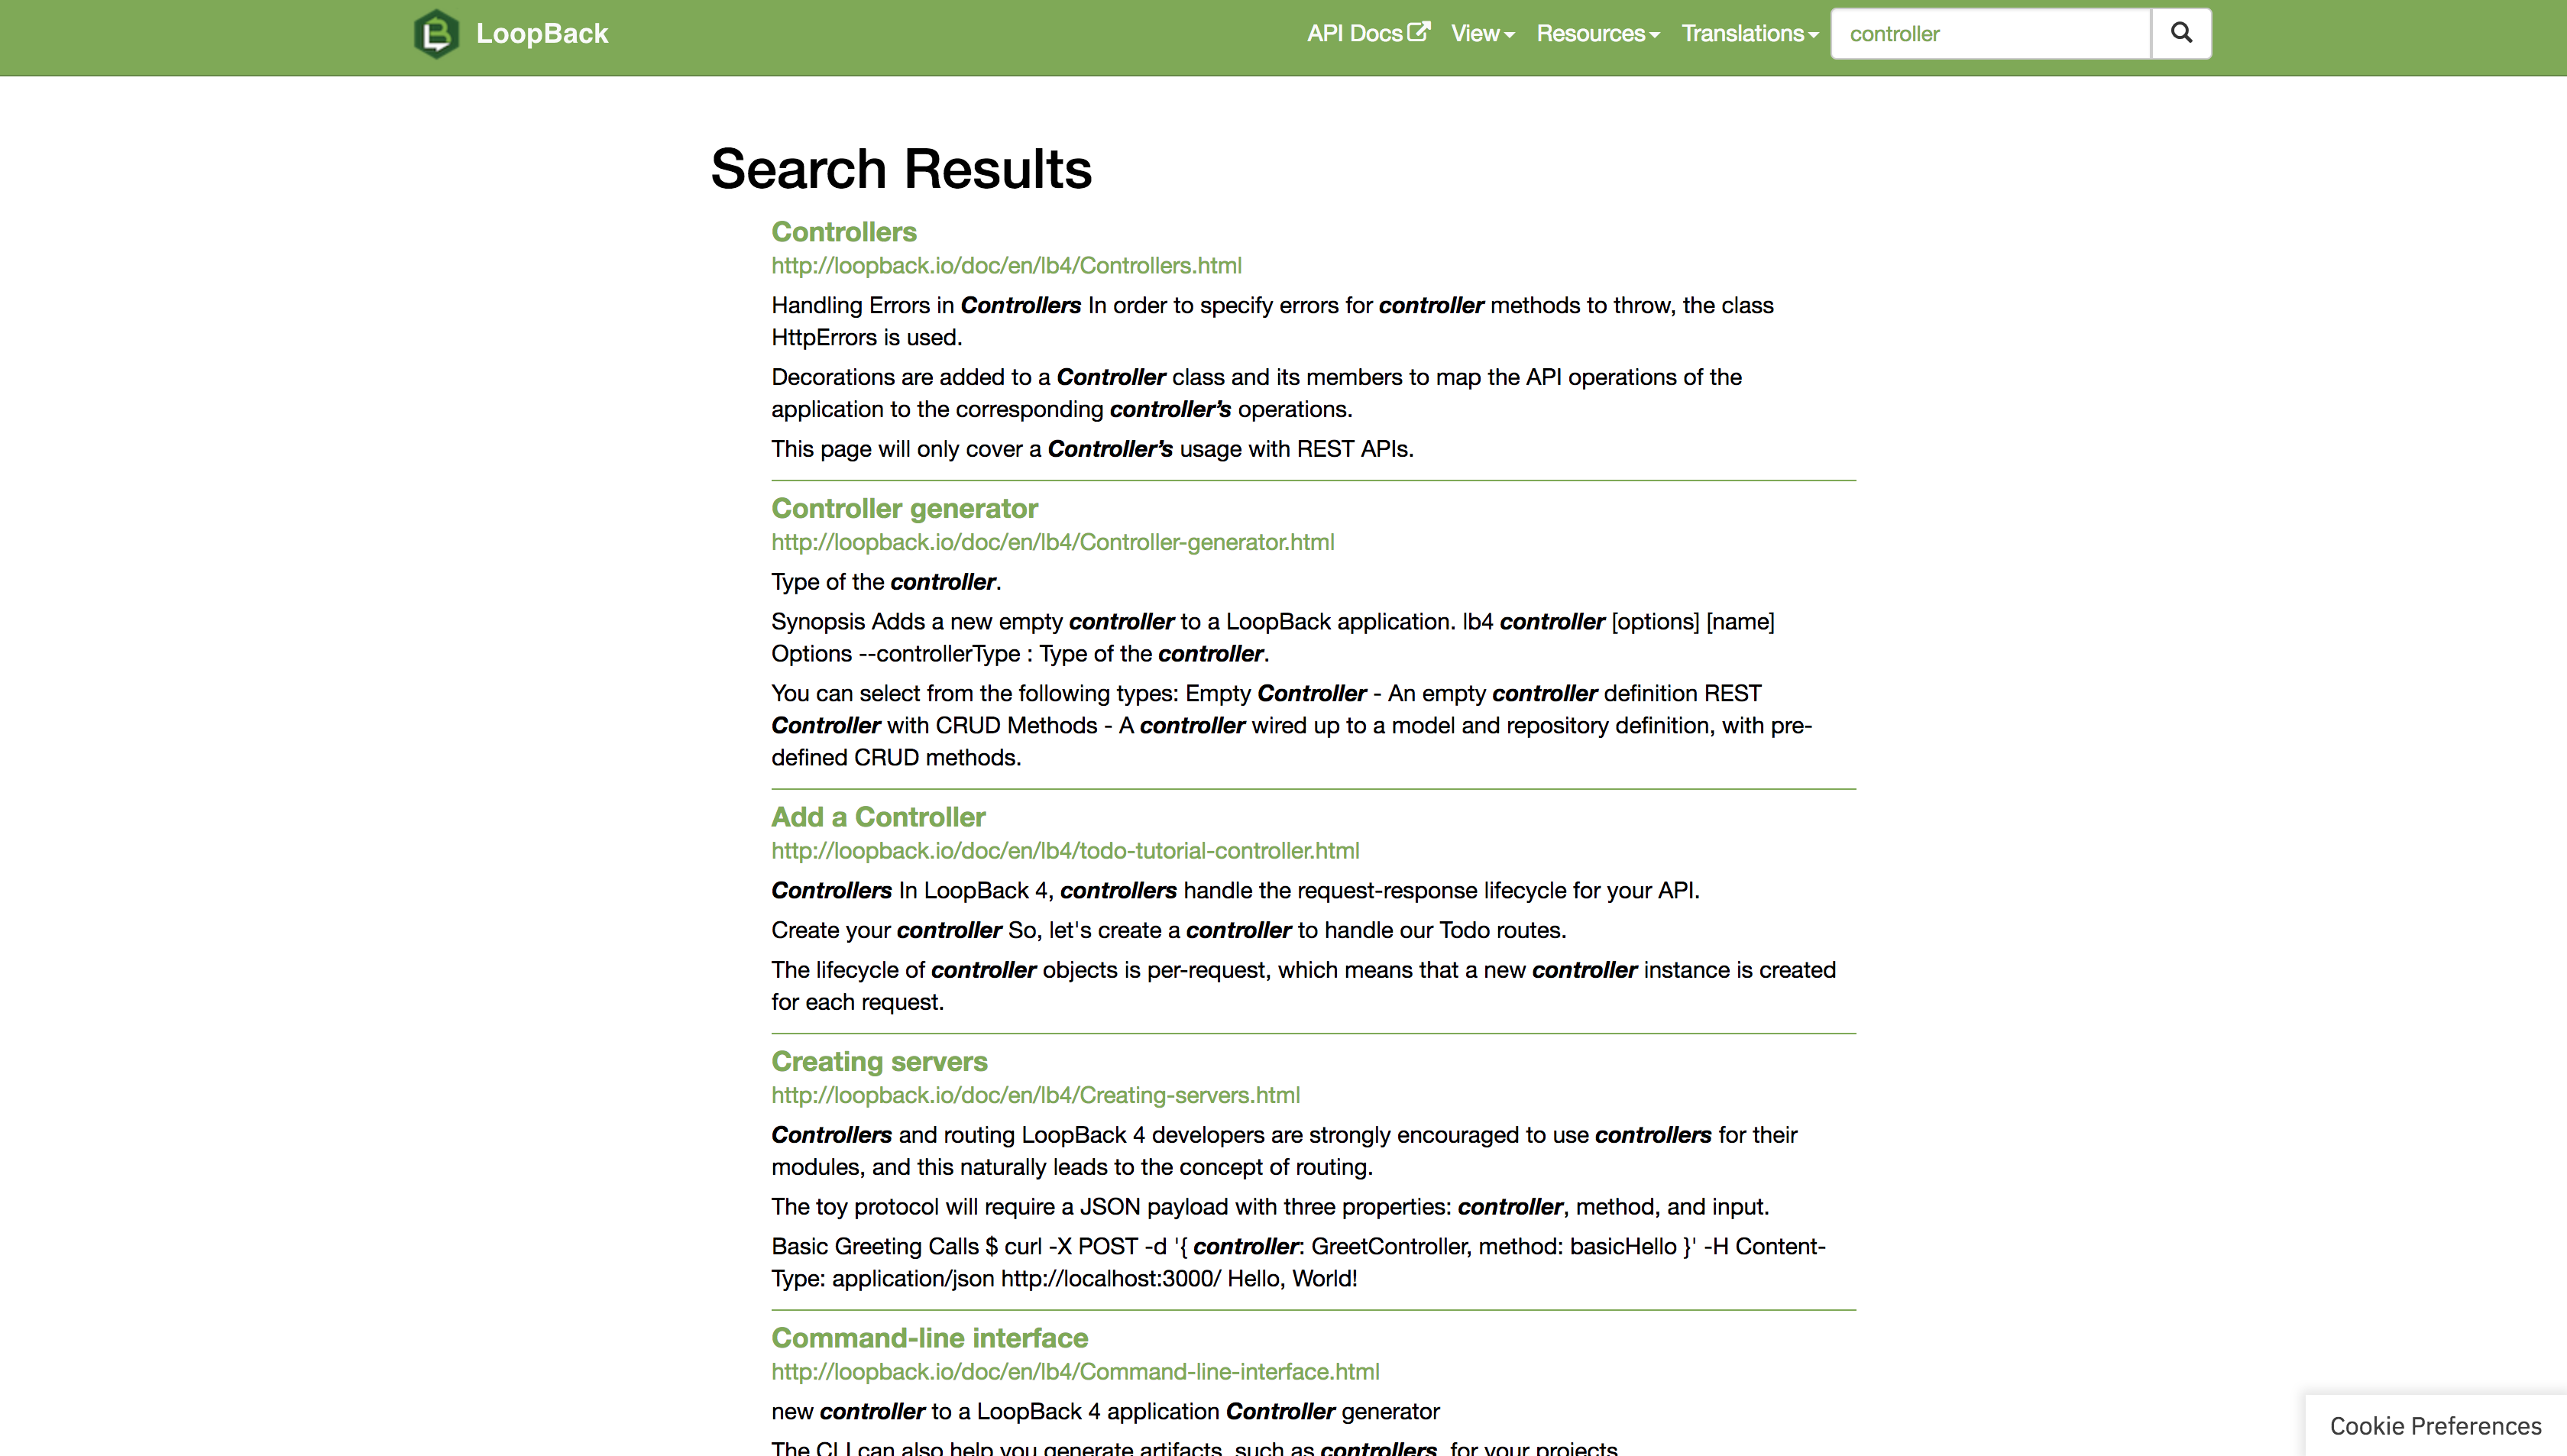 LoopBack
API Docs View Resources Translations controller
Search Results
Controllers
http://loopback.io/doc/en/lb4/Controllers.html
Handling Errors in Controllers In order to specify errors for controller methods to throw, the class
HttpErrors is used.
Decorations are added to a Controller class and its members to map the API operations of the
application to the corresponding controller’s operations.
This page will only cover a Controller’s usage with REST APIs.
Controller generator
http://loopback.io/doc/en/lb4/Controller-generator.html
Type of the controller.
Synopsis Adds a new empty controller to a LoopBack application. lb4 controller [options] [name]
Options --controllerType : Type of the controller.
You can select from the following types: Empty Controller - An empty controller definition REST
Controller with CRUD Methods - A controller wired up to a model and repository definition, with pre-
defined CRUD methods.
Add a Controller
http://loopback.io/doc/en/lb4/todo-tutorial-controller.html
Controllers In LoopBack 4, controllers handle the request-response lifecycle for your API.
Create your controller So, let's create a controller to handle our Todo routes.
The lifecycle of controller objects is per-request, which means that a new controller instance is created
for each request.
Creating servers
http://loopback.io/doc/en/lb4/Creating-servers.html
Controllers and routing LoopBack 4 developers are strongly encouraged to use controllers for their
modules, and this naturally leads to the concept of routing.
The toy protocol will require a JSON payload with three properties: controller, method, and input.
Basic Greeting Calls $ curl -X POST -d '{ controller: GreetController, method: basicHello }' -H Content-
Type: application/json http://localhost:3000/ Hello, World!
Command-line interface
http://loopback.io/doc/en/lb4/Command-line-interface.html
new controller to a LoopBack 4 application Controller generator
The CLI can also help you generate artifacts, such as controllers, for your projects
Cookie Preferences